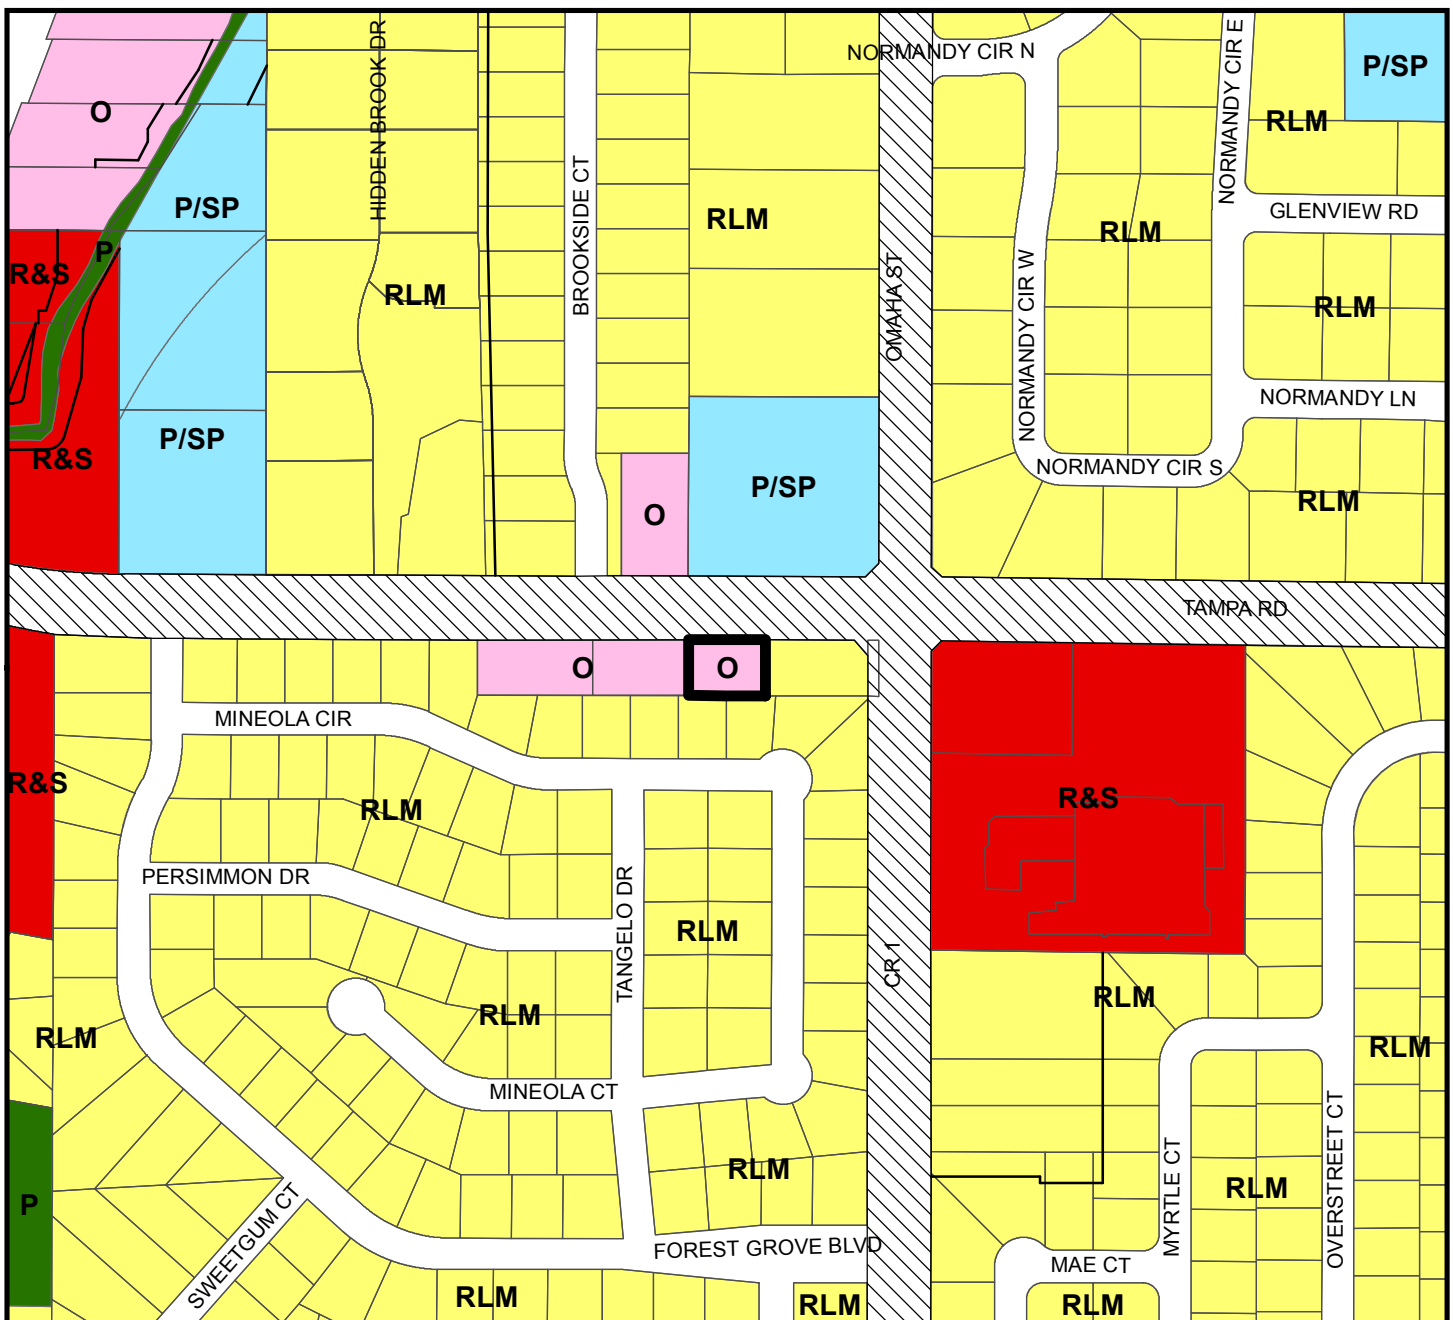 HIDDEN BROOK DR
NORMANDY CIR N
NORMANDY CIR E
P/SP
O
RLM
P/SP
BROOKSIDE CT
RLM
RLM
GLENVIEW RD
P
R&S
RLM
OMAHA ST
NORMANDY CIR W
RLM
NORMANDY LN
P/SP
R&S
NORMANDY CIR S
P/SP
RLM
O
TAMPA RD
O
O
MINEOLA CIR
R&S
R&S
RLM
PERSIMMON DR
TANGELO DR
RLM
CR 1
RLM
RLM
RLM
RLM
MINEOLA CT
OVERSTREET CT
MYRTLE CT
RLM
RLM
P
SWEETGUM CT
FOREST GROVE BLVD
MAE CT
RLM
RLM
RLM